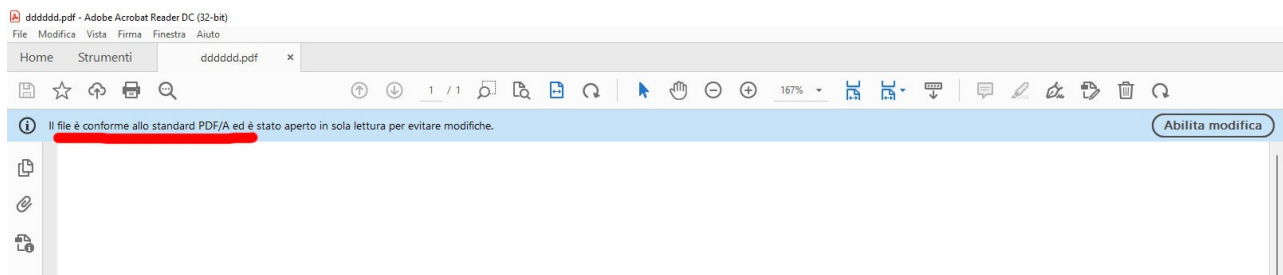 dddddd.pdf - Adobe Acrobat Reader DC (32-bit)
File Modifica Vista Firma Finestra Aiuto
Home Strumenti dddddd.pdf ×
1 / 1 167%
Il file è conforme allo standard PDF/A ed è stato aperto in sola lettura per evitare modifiche. Abilita modifica